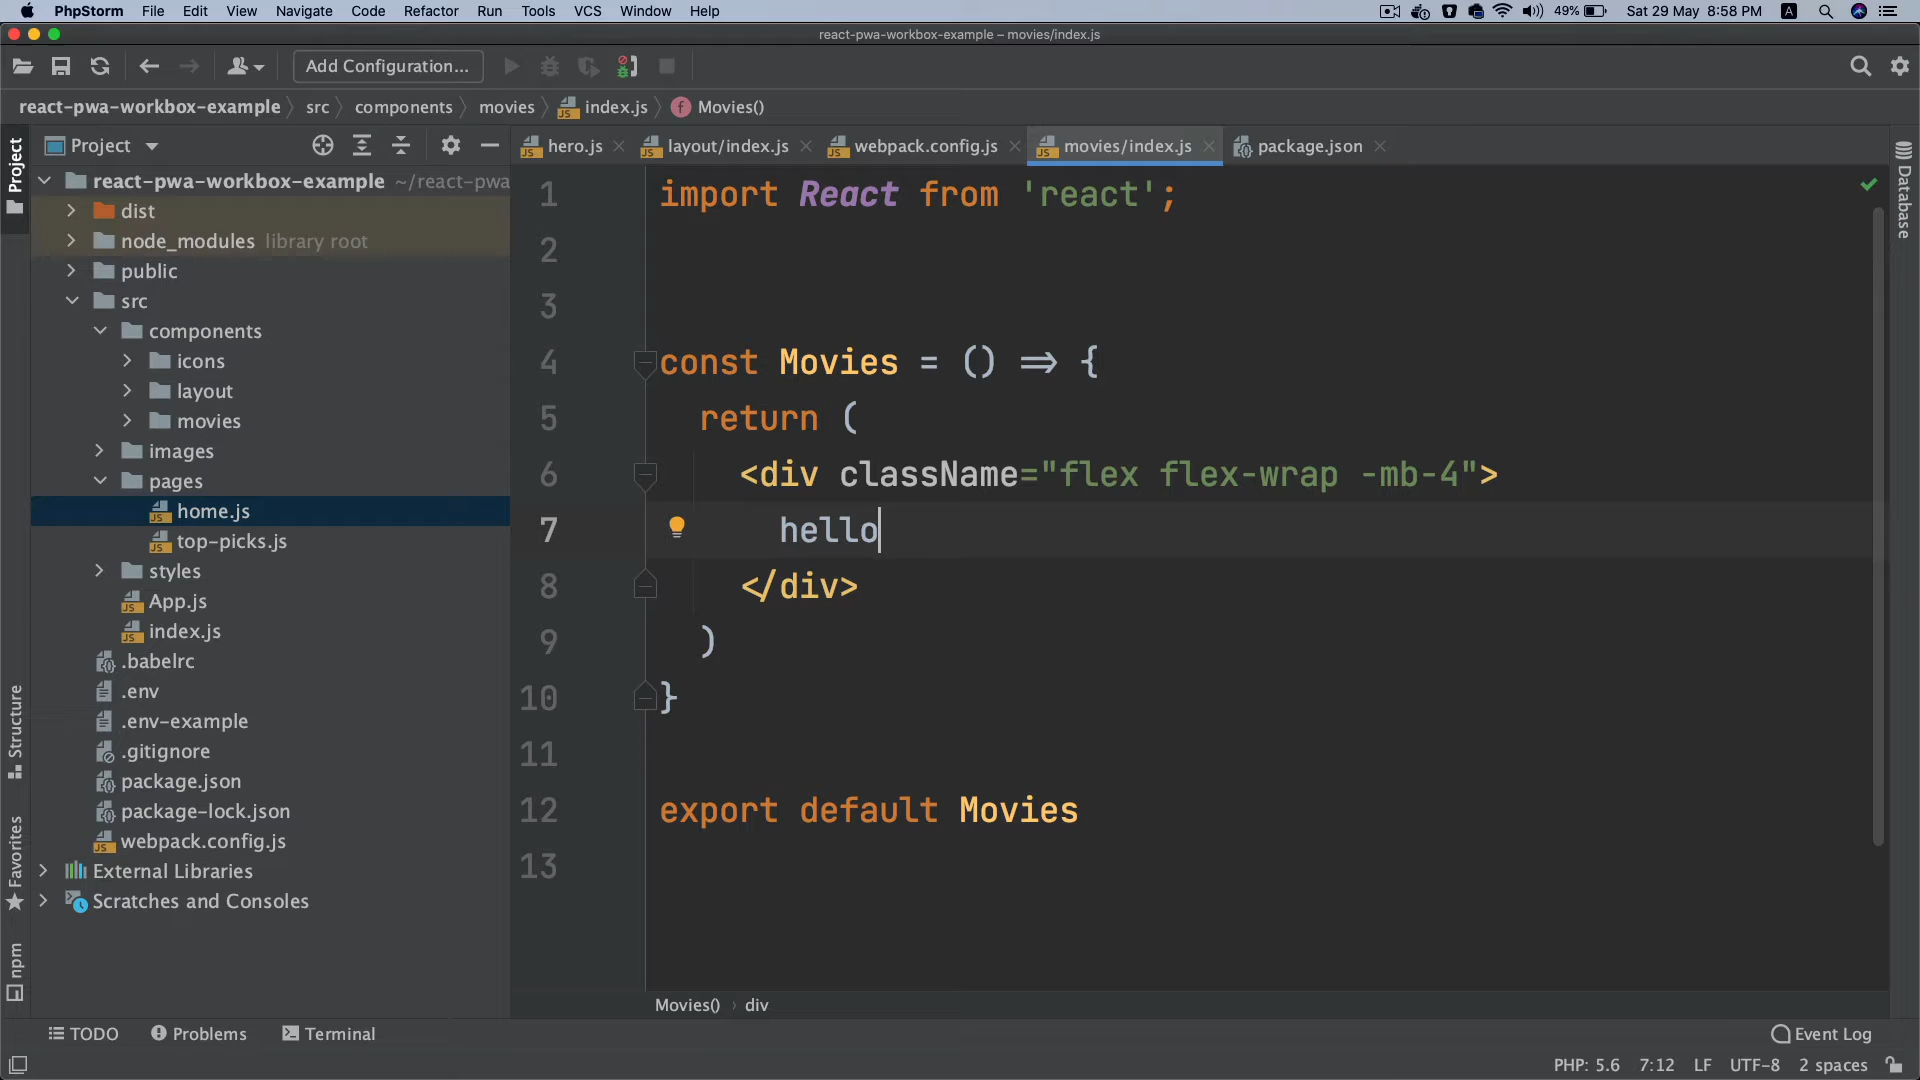 PhpStorm File Edit View Navigate Code Refactor Run Tools VCS Window Help 49% Sat 29 May 8:58 PM A
react-pwa-workbox-example – movies/index.js
Add Configuration...
react-pwa-workbox-example src components movies index.js f Movies()
Project
hero.js layout/index.js webpack.config.js movies/index.js package.json
Project
Structure
Favorites
npm
Database
react-pwa-workbox-example ~/react-pwa
dist
node_modules library root
public
src
components
icons
layout
movies
images
pages
home.js
top-picks.js
styles
App.js
index.js
.babelrc
.env
.env-example
.gitignore
package.json
package-lock.json
webpack.config.js
External Libraries
Scratches and Consoles
1 import React from 'react';
2
3
4 const Movies = () => {
5 return (
6 <div className="flex flex-wrap -mb-4">
7 hello
8 </div>
9 )
10 }
11
12 export default Movies
13
Movies() › div
TODO Problems Terminal Event Log
PHP: 5.6 7:12 LF UTF-8 2 spaces